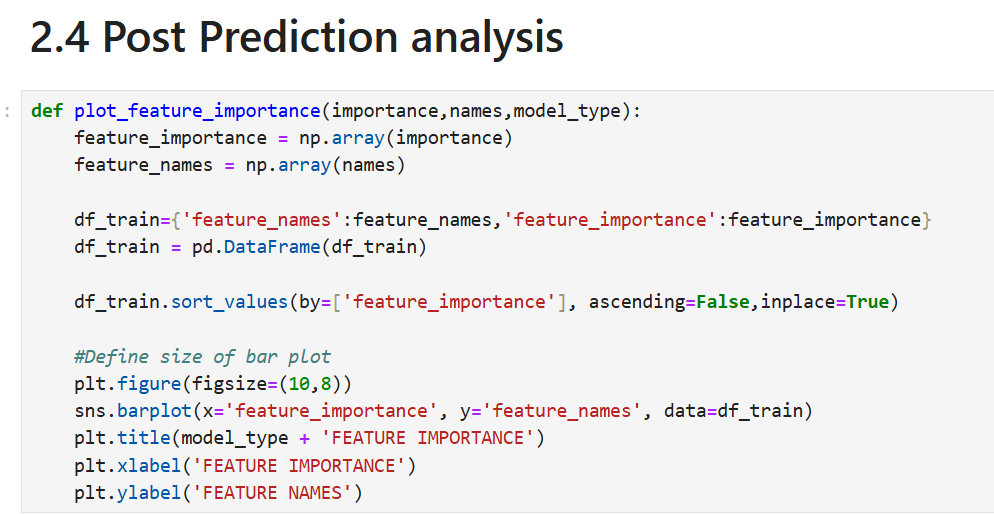 2.4 Post Prediction analysis
:
def plot_feature_importance(importance,names,model_type):
    feature_importance = np.array(importance)
    feature_names = np.array(names)

    df_train={'feature_names':feature_names,'feature_importance':feature_importance}
    df_train = pd.DataFrame(df_train)

    df_train.sort_values(by=['feature_importance'], ascending=False,inplace=True)

    #Define size of bar plot
    plt.figure(figsize=(10,8))
    sns.barplot(x='feature_importance', y='feature_names', data=df_train)
    plt.title(model_type + 'FEATURE IMPORTANCE')
    plt.xlabel('FEATURE IMPORTANCE')
    plt.ylabel('FEATURE NAMES')